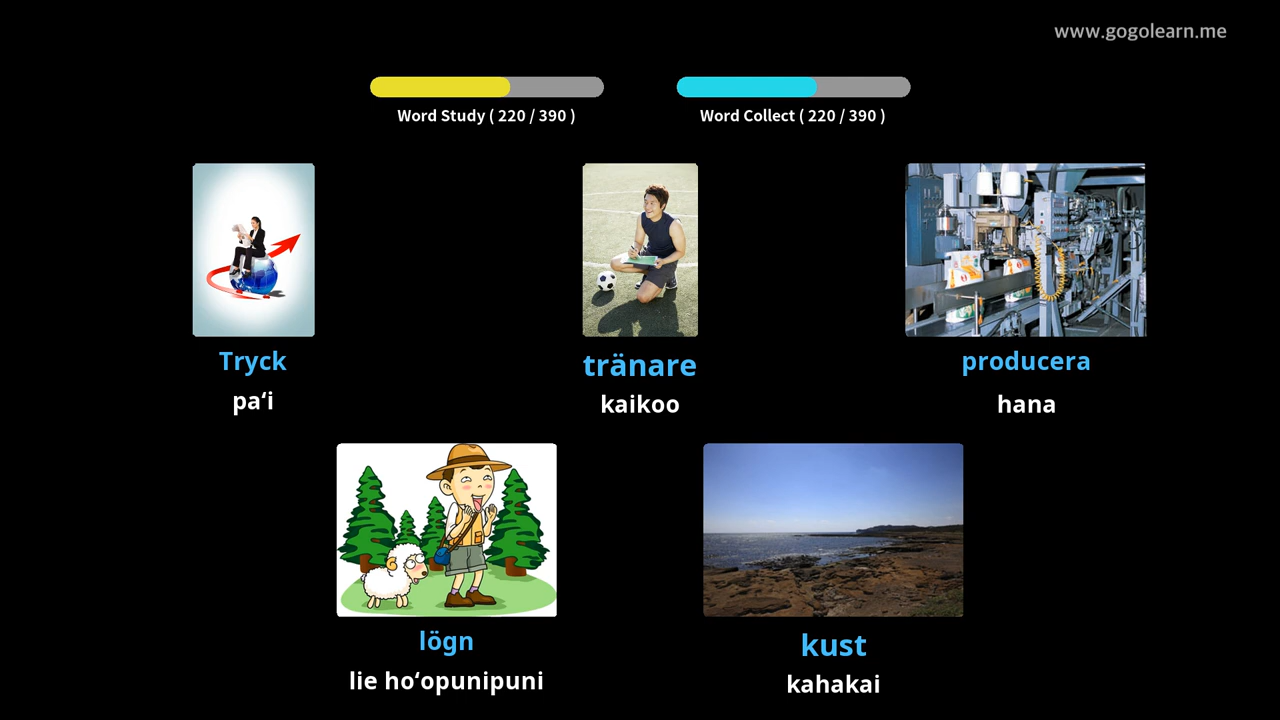 www.gogolearn.me
Word Study ( 220 / 390 )
Word Collect ( 220 / 390 )
Tryck
paʻi
tränare
kaikoo
producera
hana
lögn
lie hoʻopunipuni
kust
kahakai